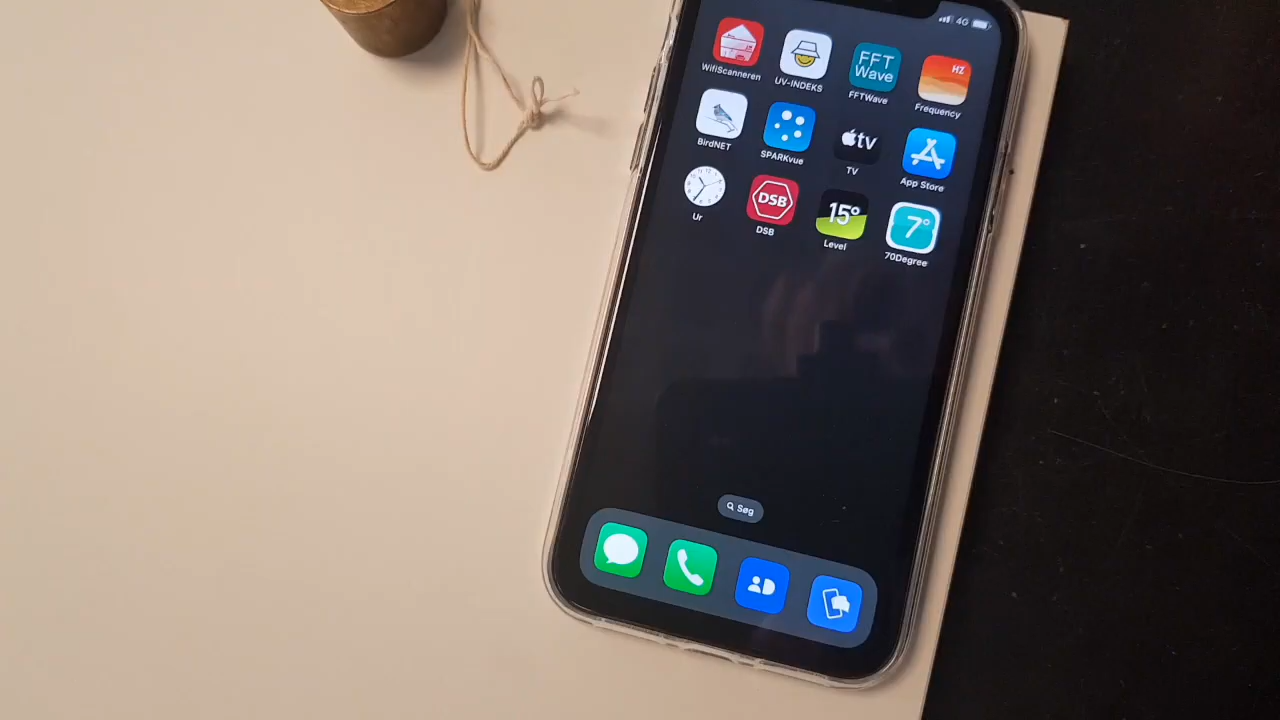 4G
HZ
FFT
Wave
WifiScanneren
UV-INDEKS
FFTWave
Frequency
tv
BirdNET
SPARKvue
TV
App Store
DSB
15°
7°
Ur
DSB
Level
70Degree
Søg